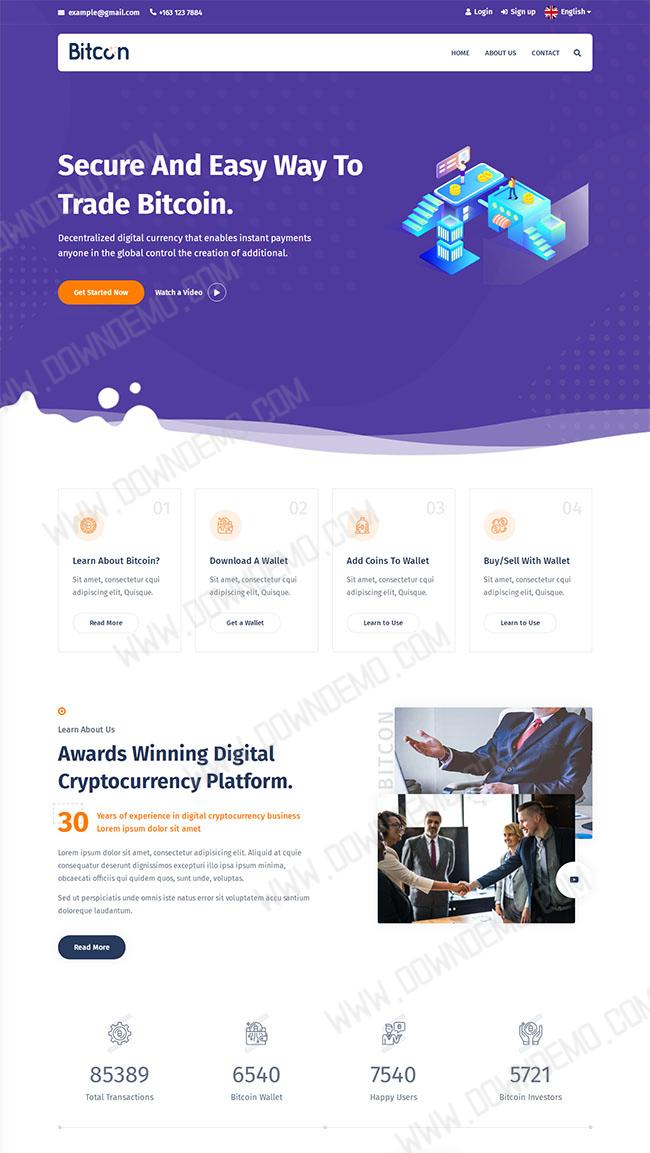 example@gmail.com +163 123 7884 Login Sign up English
Bitcon HOME ABOUT US CONTACT
Secure And Easy Way To
Trade Bitcoin.
Decentralized digital currency that enables instant payments
anyone in the global control the creation of additional.
Get Started Now Watch a Video
01 02 03 04
Learn About Bitcoin? Download A Wallet Add Coins To Wallet Buy/Sell With Wallet
Sit amet, consectetur cqui Sit amet, consectetur cqui Sit amet, consectetur cqui Sit amet, consectetur cqui
adipiscing elit, Quisque. adipiscing elit, Quisque. adipiscing elit, Quisque. adipiscing elit, Quisque.
Read More Get a Wallet Learn to Use Learn to Use
Learn About Us
BITCON
Awards Winning Digital
Cryptocurrency Platform.
30 Years of experience in digital cryptocurrency business
Lorem ipsum dolor sit amet
Lorem ipsum dolor sit amet, consectetur adipisicing elit. Aliquid at cquie
consequatur deserunt dignissimos excepturi illo ipsa ipsum minima,
obcaecati officiis qui quidem quos, sunt unde, voluptas.
Sed ut perspiciatis unde omnis iste natus error sit voluptatem accu santium
doloreque laudantum.
Read More
85389 6540 7540 5721
Total Transactions Bitcoin Wallet Happy Users Bitcoin Investors
WWW.DOWNDEMO.COM